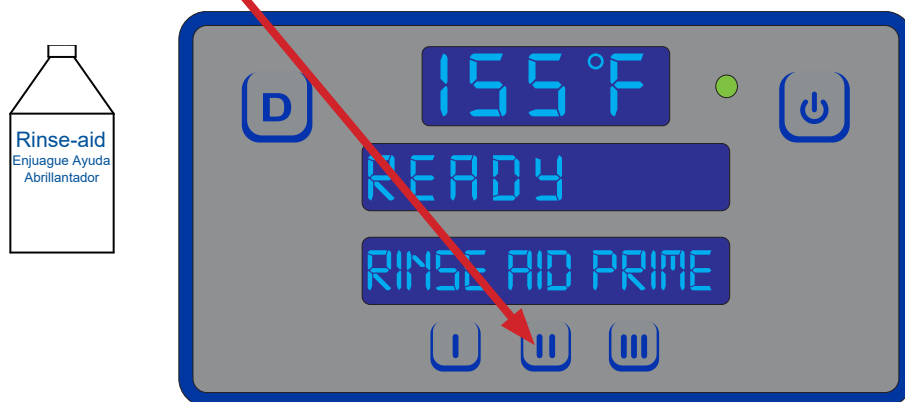 Rinse-aid
Enjuague Ayuda
Abrillantador
D
155°F
READY
RINSE AID PRIME
I
II
III